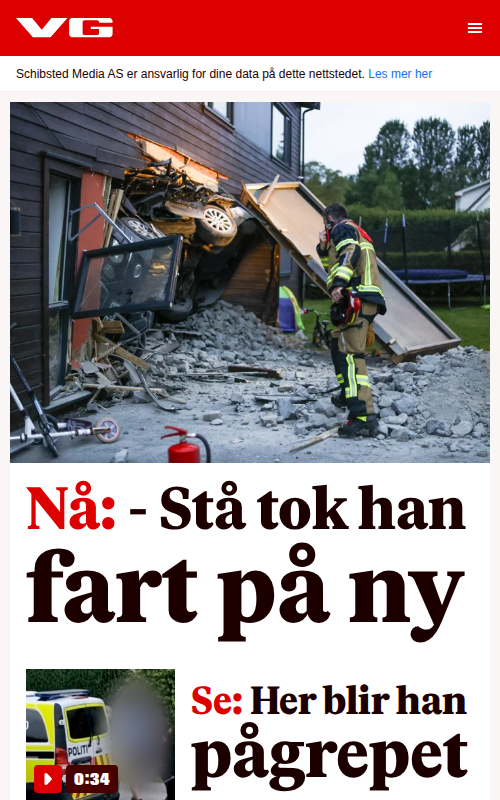 VG
Schibsted Media AS er ansvarlig for dine data på dette nettstedet. Les mer her
Nå: - Stå tok han
fart på ny
POLITI
0:34
Se: Her blir han
pågrepet